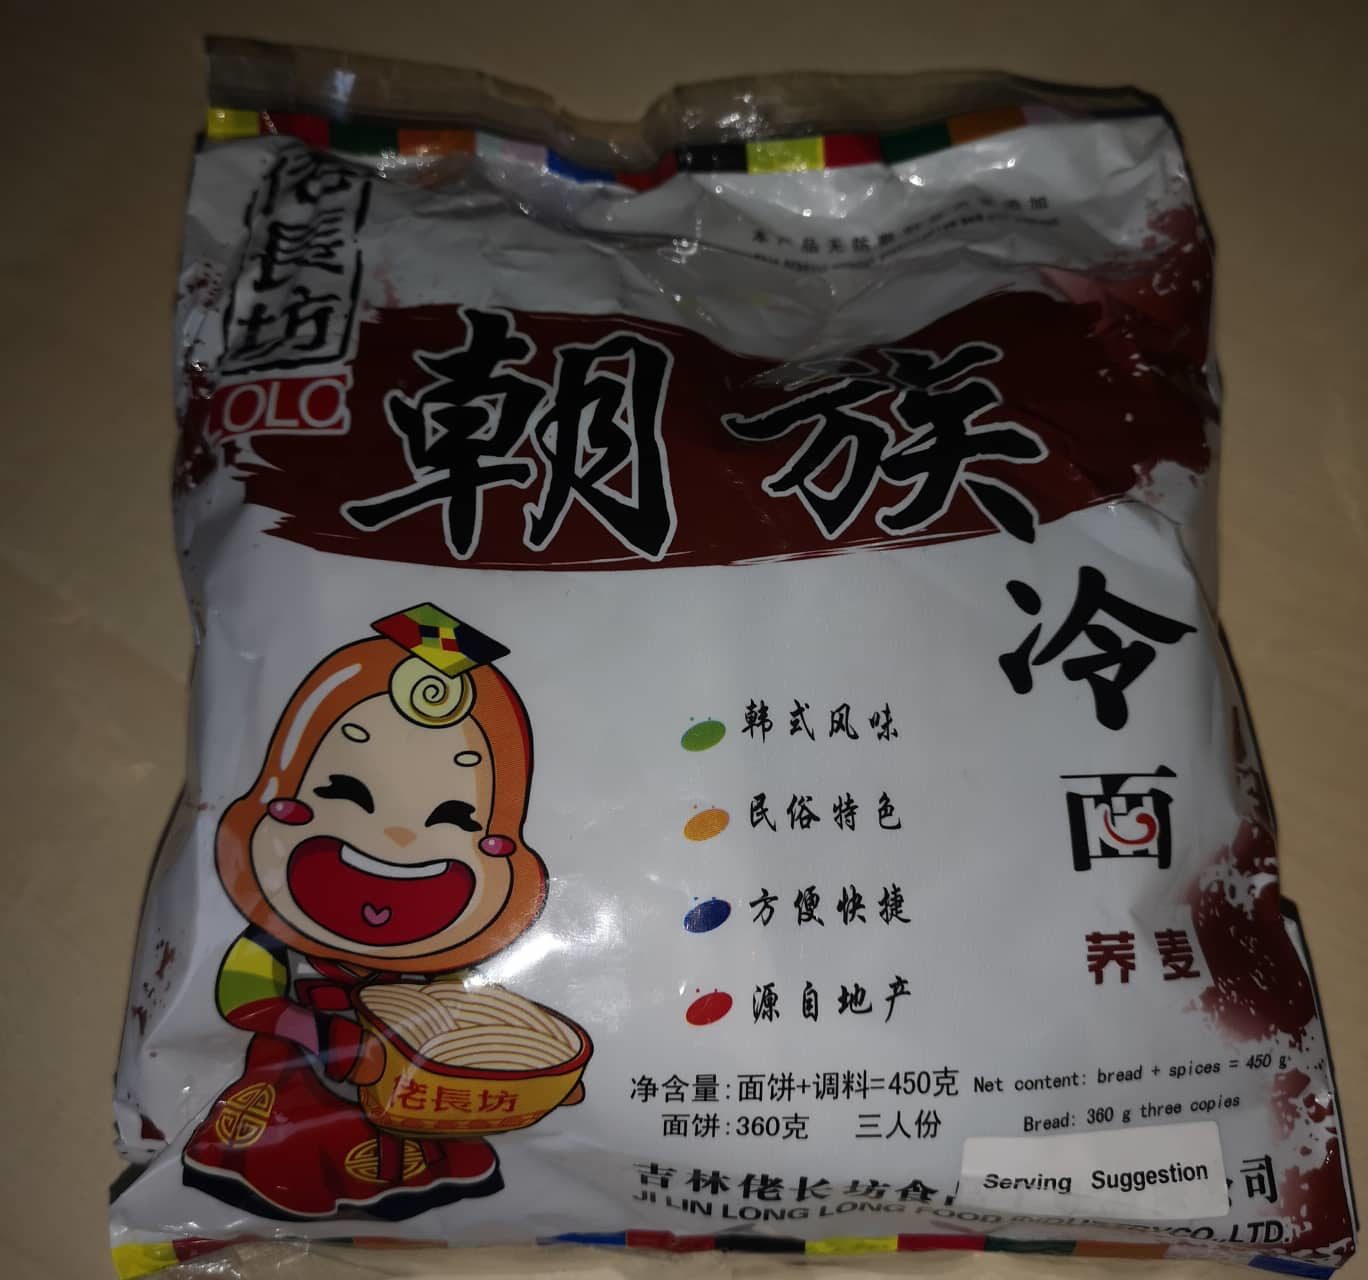 佬長坊
LOLO
朝族
冷面
荞麦
韩式风味
民俗特色
方便快捷
源自地产
佬長坊
净含量:面饼+调料=450克
面饼:360克 三人份
Net content: bread + spices = 450 g
Bread: 360 g three copies
Serving Suggestion
吉林佬长坊食 司
JI LIN LONG LONG FOOD INDUSTRY CO.,LTD.